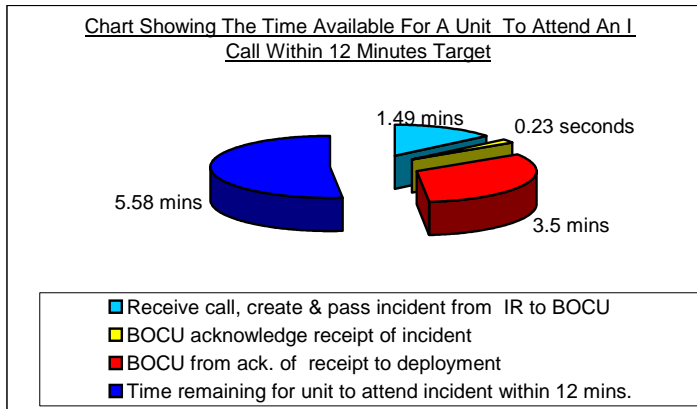 Chart Showing The Time Available For A Unit To Attend An I
Call Within 12 Minutes Target
1.49 mins
0.23 seconds
5.58 mins
3.5 mins
Receive call, create & pass incident from IR to BOCU
BOCU acknowledge receipt of incident
BOCU from ack. of receipt to deployment
Time remaining for unit to attend incident within 12 mins.